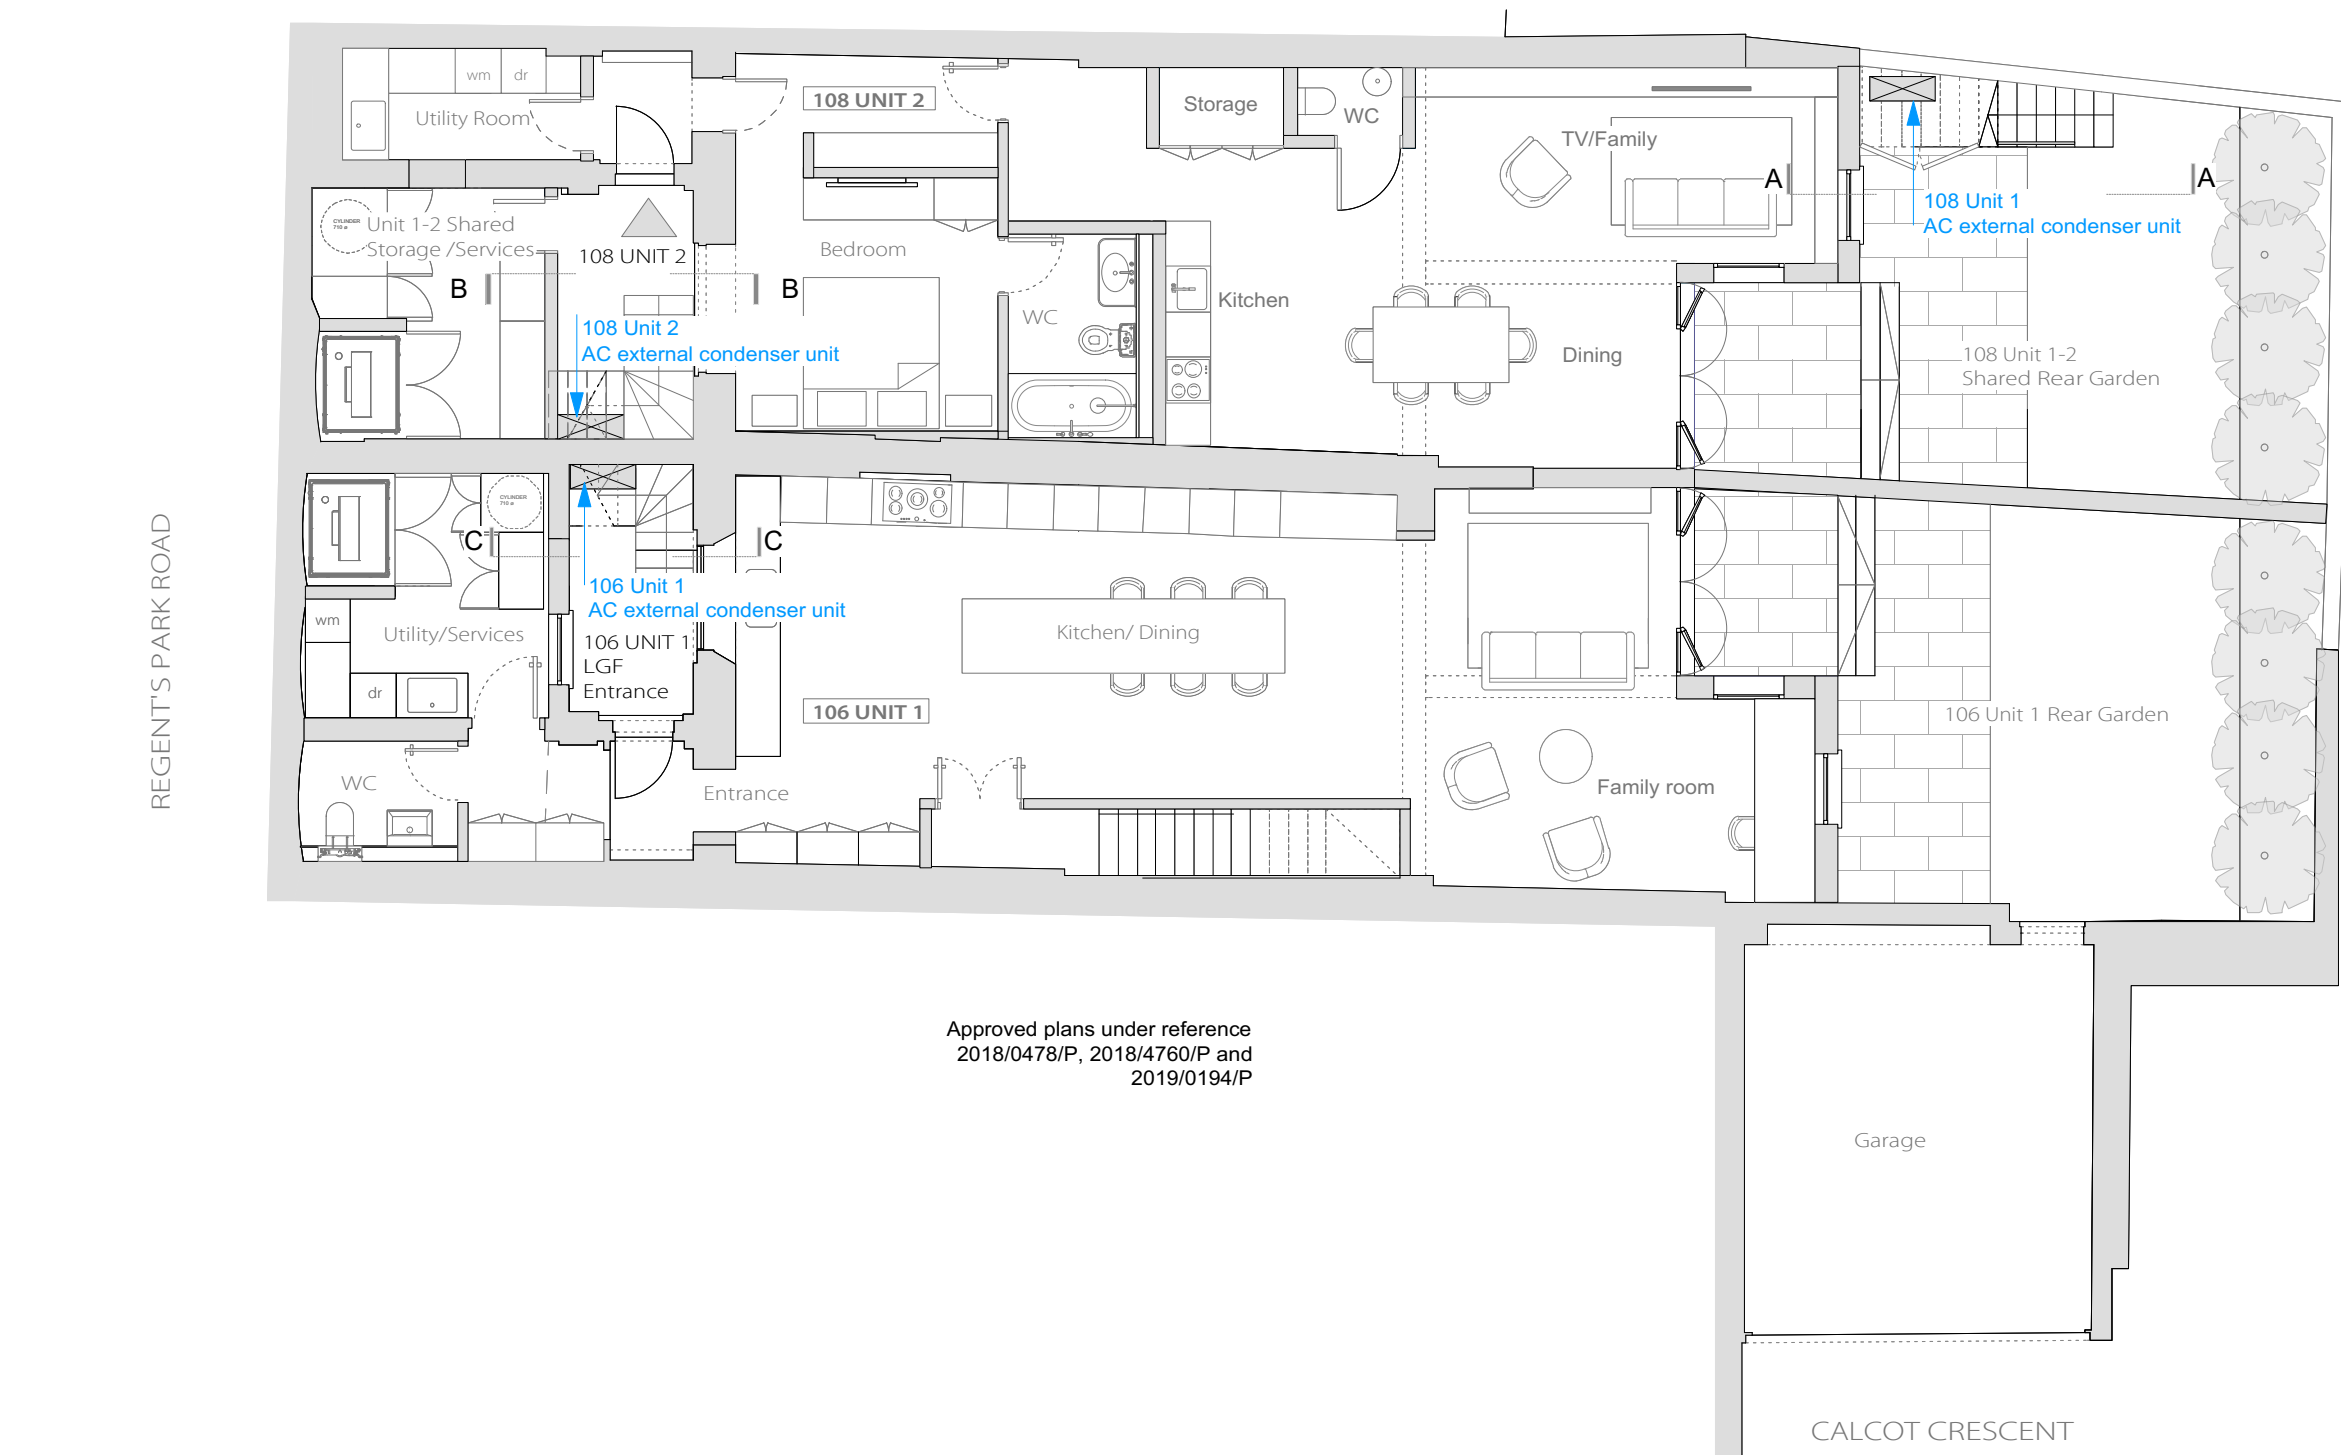 wm
dr
Utility Room
108 UNIT 2
Storage
WC
TV/Family
A
A
108 Unit 1
AC external condenser unit
CYLINDER
710 ø
Unit 1-2 Shared
Storage /Services
108 UNIT 2
Bedroom
B
B
WC
Kitchen
108 Unit 2
AC external condenser unit
Dining
108 Unit 1-2
Shared Rear Garden
CYLINDER
710 ø
C
C
106 Unit 1
AC external condenser unit
wm
Utility/Services
106 UNIT 1
LGF
Entrance
dr
Kitchen/ Dining
106 UNIT 1
106 Unit 1 Rear Garden
WC
Entrance
Family room
REGENT'S PARK ROAD
Approved plans under reference
2018/0478/P, 2018/4760/P and
2019/0194/P
Garage
CALCOT CRESCENT